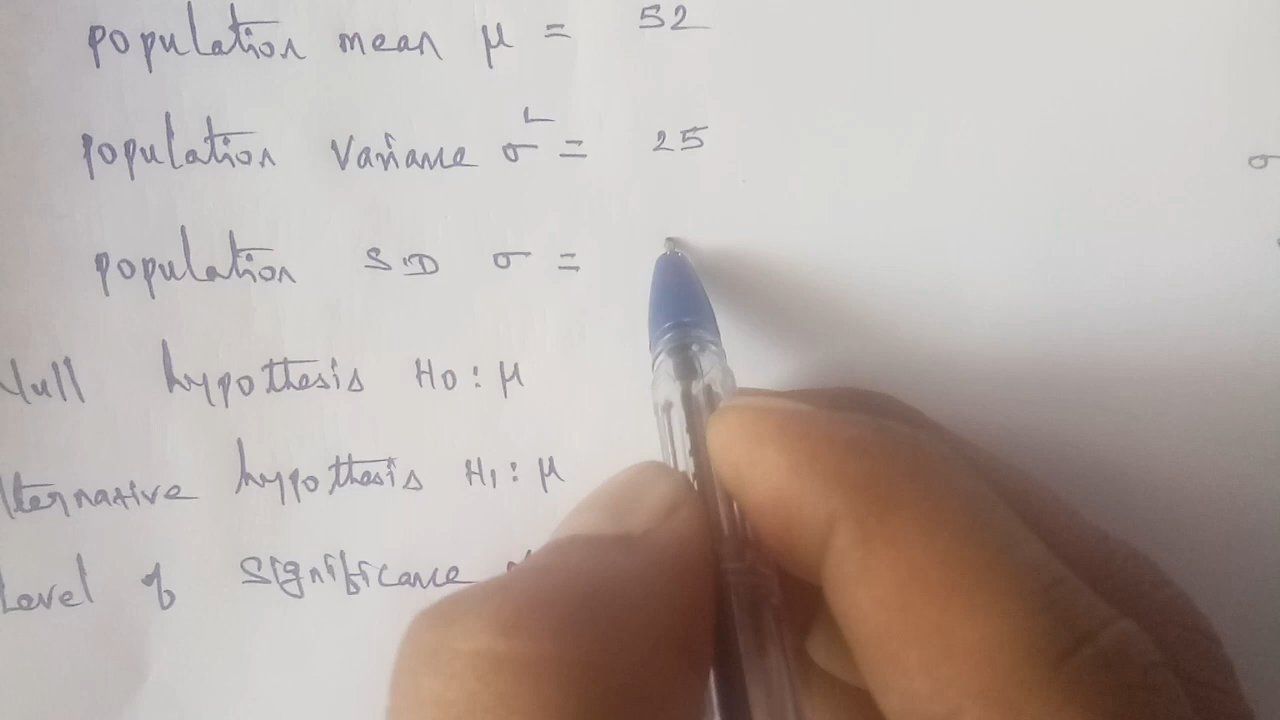 population mean μ = 52
population variance σ² = 25
σ
population S.D σ =
Null hypothesis H0 : μ
Alternative hypothesis H1 : μ
Level of significance